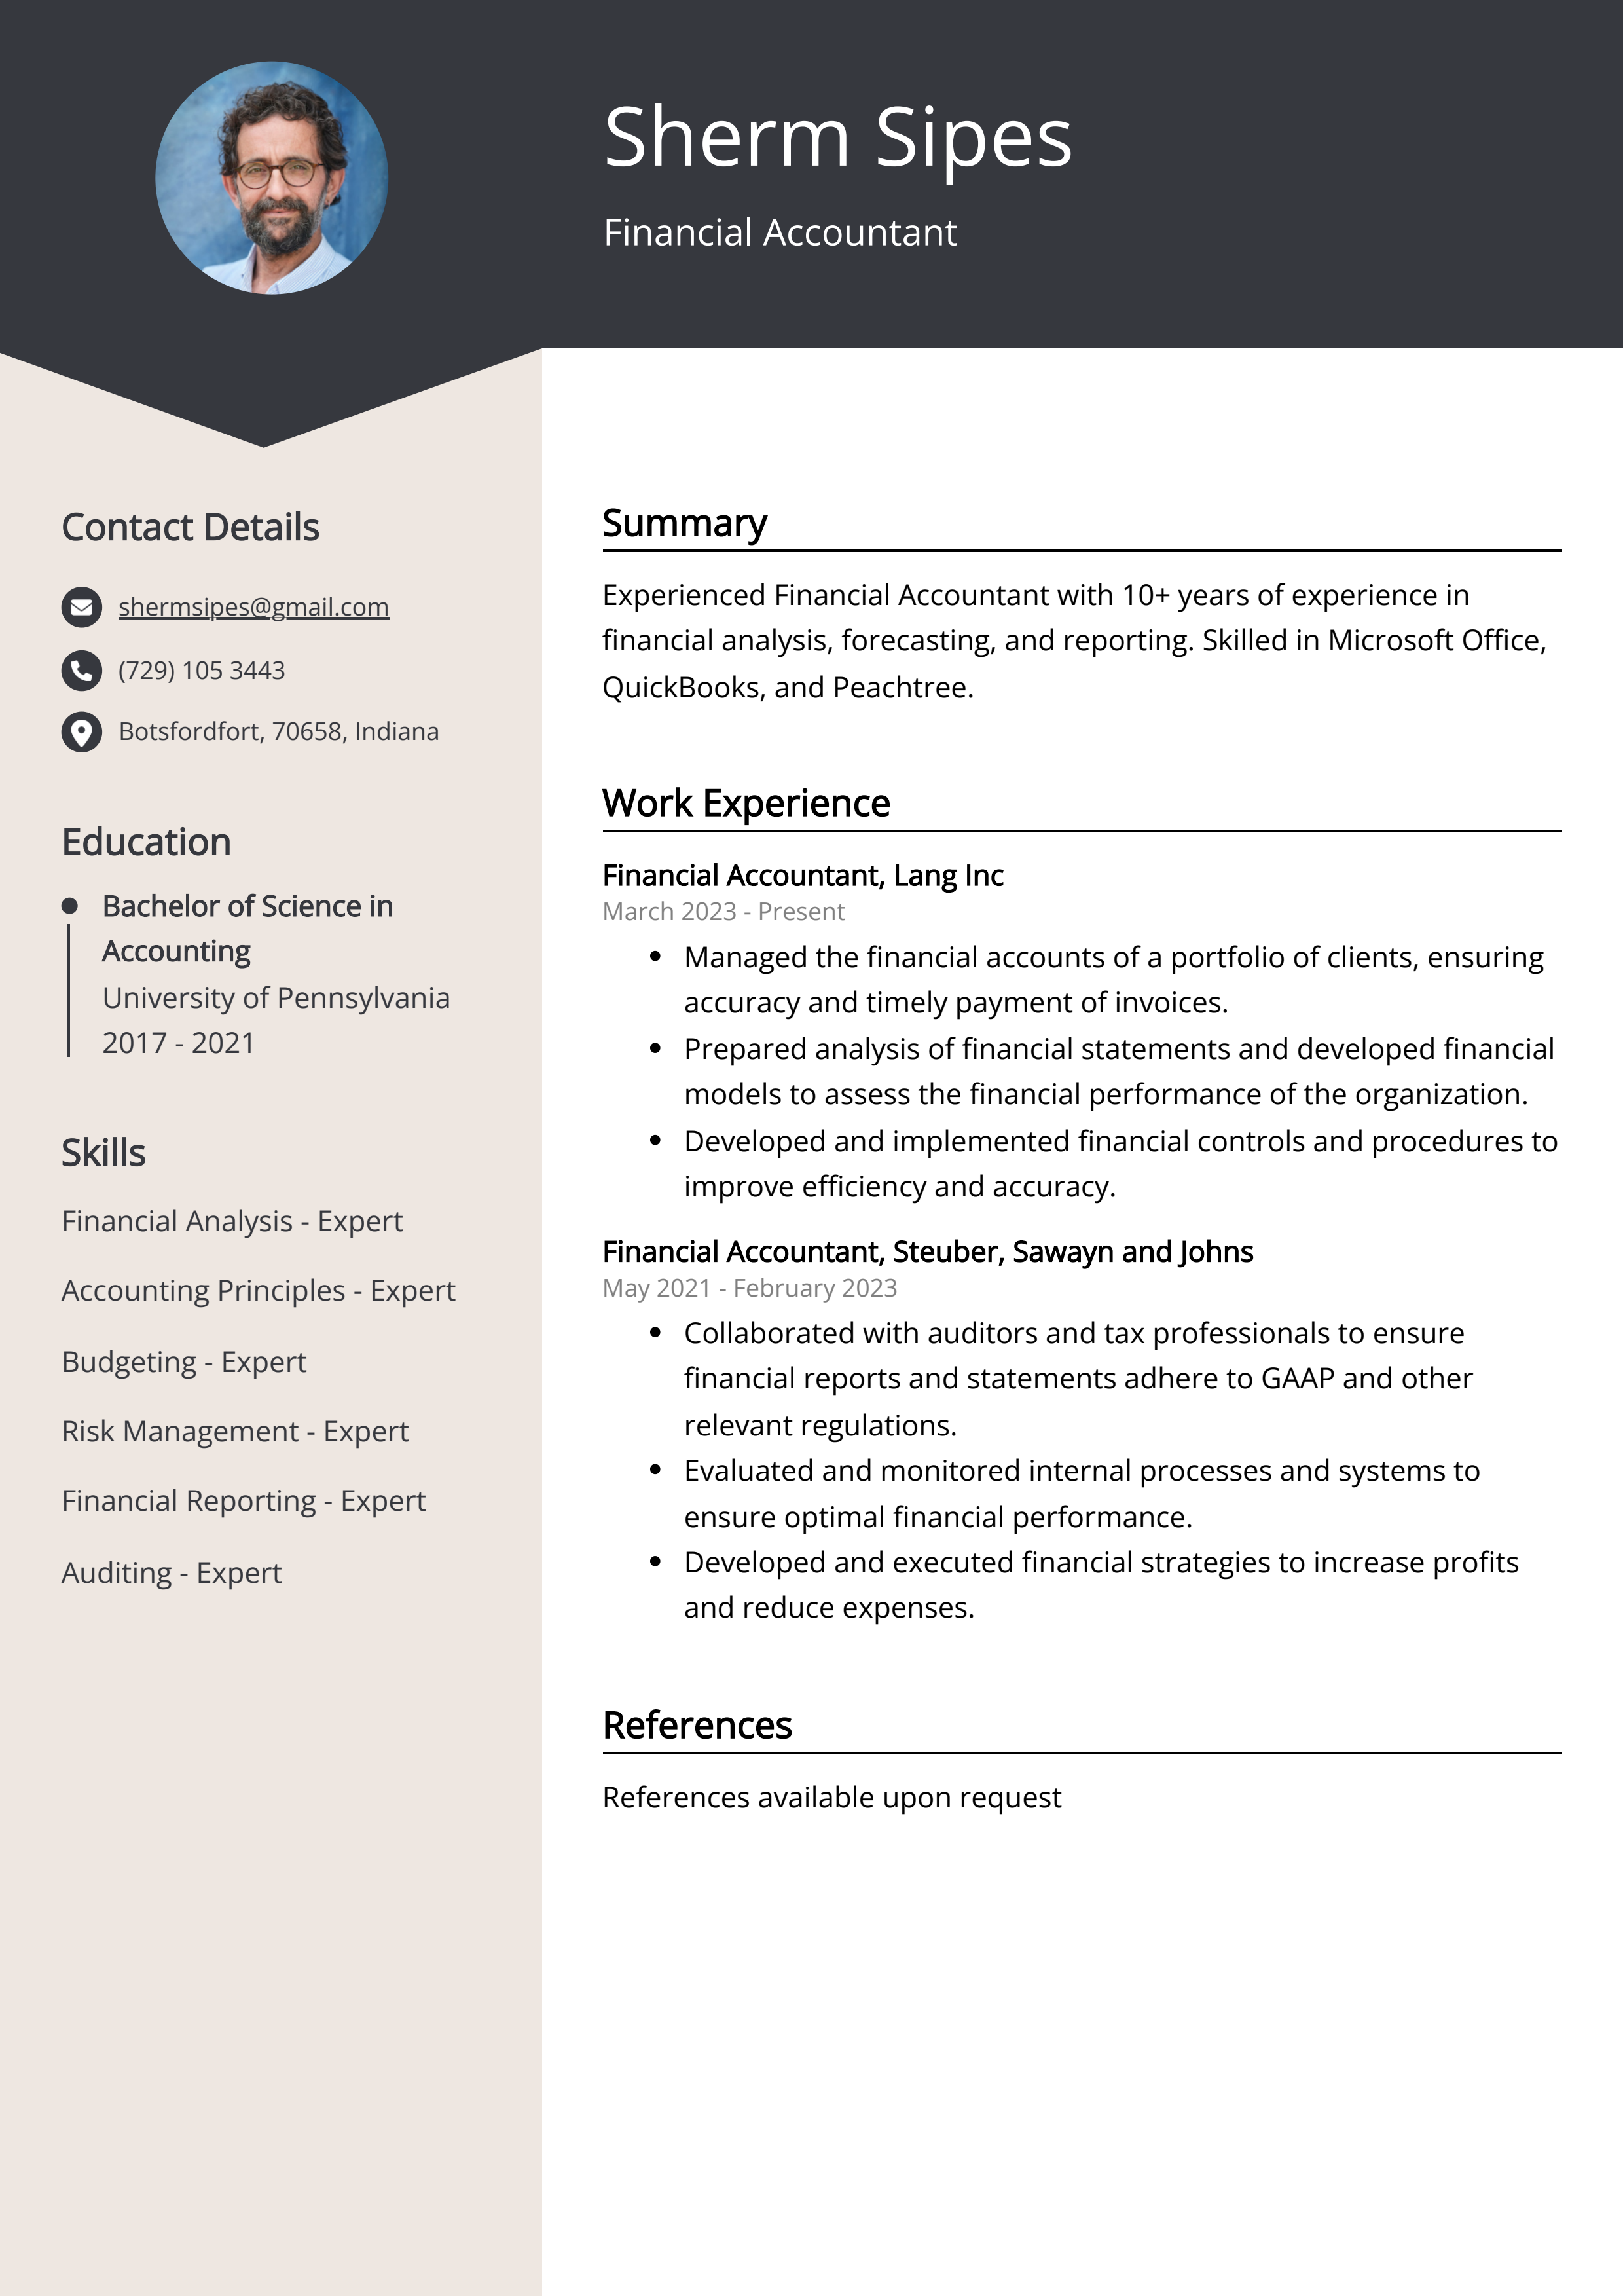 Sherm Sipes
Financial Accountant
Contact Details
shermsipes@gmail.com
(729) 105 3443
Botsfordfort, 70658, Indiana
Education
Bachelor of Science in
Accounting
University of Pennsylvania
2017 - 2021
Skills
Financial Analysis - Expert
Accounting Principles - Expert
Budgeting - Expert
Risk Management - Expert
Financial Reporting - Expert
Auditing - Expert
Summary
Experienced Financial Accountant with 10+ years of experience in
financial analysis, forecasting, and reporting. Skilled in Microsoft Office,
QuickBooks, and Peachtree.
Work Experience
Financial Accountant, Lang Inc
March 2023 - Present
• Managed the financial accounts of a portfolio of clients, ensuring
accuracy and timely payment of invoices.
• Prepared analysis of financial statements and developed financial
models to assess the financial performance of the organization.
• Developed and implemented financial controls and procedures to
improve efficiency and accuracy.
Financial Accountant, Steuber, Sawayn and Johns
May 2021 - February 2023
• Collaborated with auditors and tax professionals to ensure
financial reports and statements adhere to GAAP and other
relevant regulations.
• Evaluated and monitored internal processes and systems to
ensure optimal financial performance.
• Developed and executed financial strategies to increase profits
and reduce expenses.
References
References available upon request